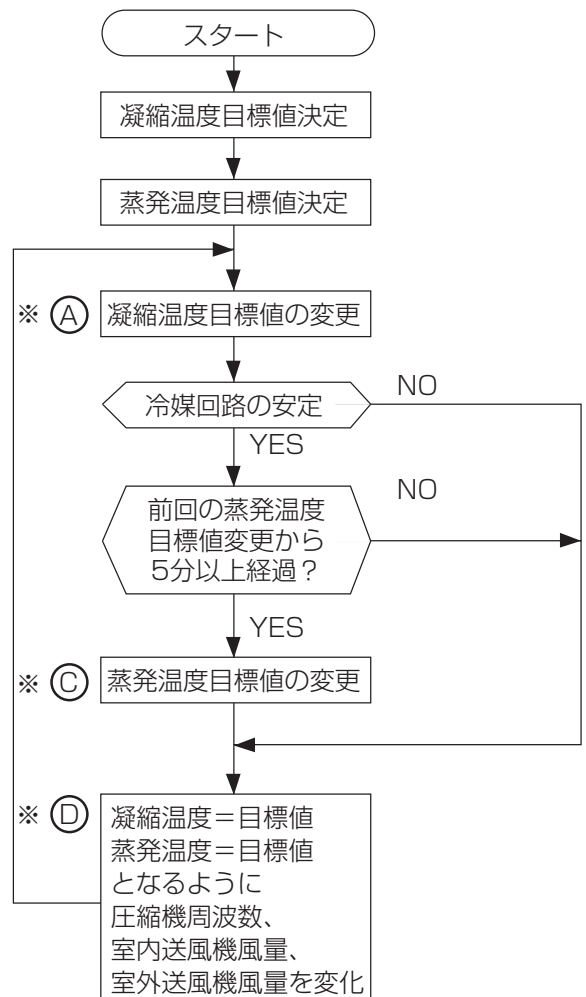 スタート
凝縮温度目標値決定
蒸発温度目標値決定
※ Ⓐ 凝縮温度目標値の変更
冷媒回路の安定
NO
YES
前回の蒸発温度
目標値変更から
5分以上経過？
NO
YES
※ Ⓒ 蒸発温度目標値の変更
※ Ⓓ 凝縮温度＝目標値
蒸発温度＝目標値
となるように
圧縮機周波数、
室内送風機風量、
室外送風機風量を変化